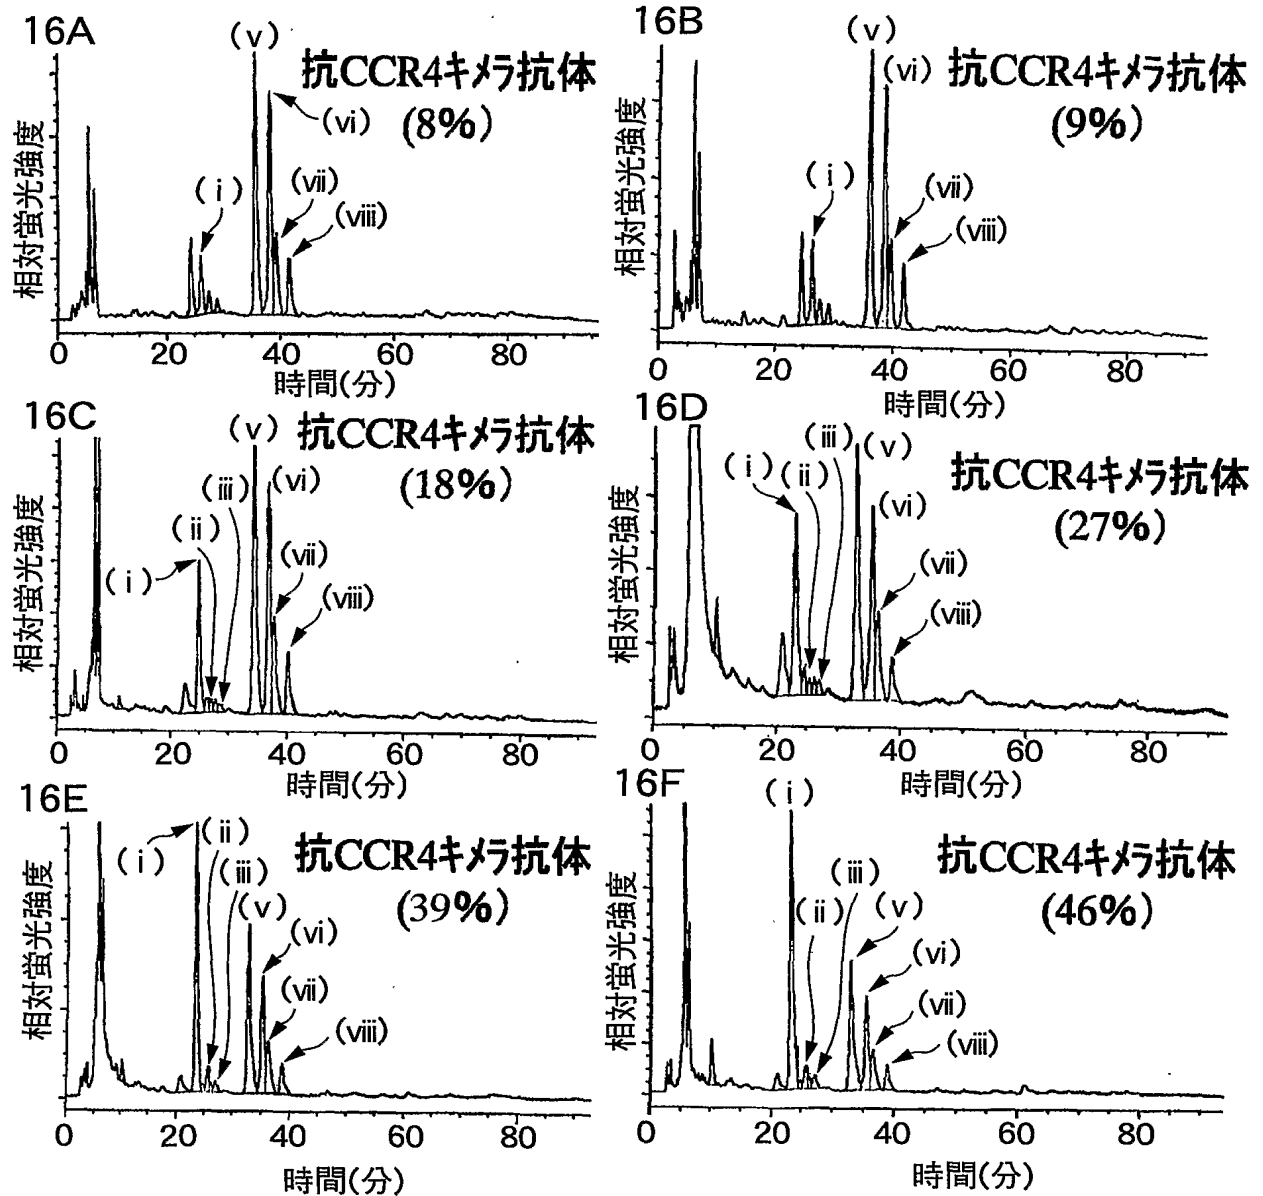 16A
(ⅴ)
抗CCR4キメラ抗体
(8%)
(ⅵ)
(ⅰ)
(ⅶ)
(ⅷ)
相対蛍光強度
0 20 40 60 80
時間(分)
16B
(ⅴ)
(ⅵ)
抗CCR4キメラ抗体
(9%)
(ⅰ)
(ⅶ)
(ⅷ)
相対蛍光強度
0 20 40 60 80
時間(分)
16C
(ⅴ)
抗CCR4キメラ抗体
(18%)
(ⅲ)
(ⅵ)
(ⅱ)
(ⅶ)
(ⅰ)
(ⅷ)
相対蛍光強度
0 20 40 60 80
時間(分)
16D
(ⅲ)
(ⅴ)
(ⅰ)
(ⅱ)
抗CCR4キメラ抗体
(27%)
(ⅵ)
(ⅶ)
(ⅷ)
相対蛍光強度
0 20 40 60 80
時間(分)
16E
(ⅱ)
(ⅰ)
抗CCR4キメラ抗体
(39%)
(ⅲ)
(ⅴ)
(ⅵ)
(ⅶ)
(ⅷ)
相対蛍光強度
0 20 40 60 80
時間(分)
16F
(ⅰ)
抗CCR4キメラ抗体
(46%)
(ⅲ)
(ⅱ)
(ⅴ)
(ⅵ)
(ⅶ)
(ⅷ)
相対蛍光強度
0 20 40 60 80
時間(分)